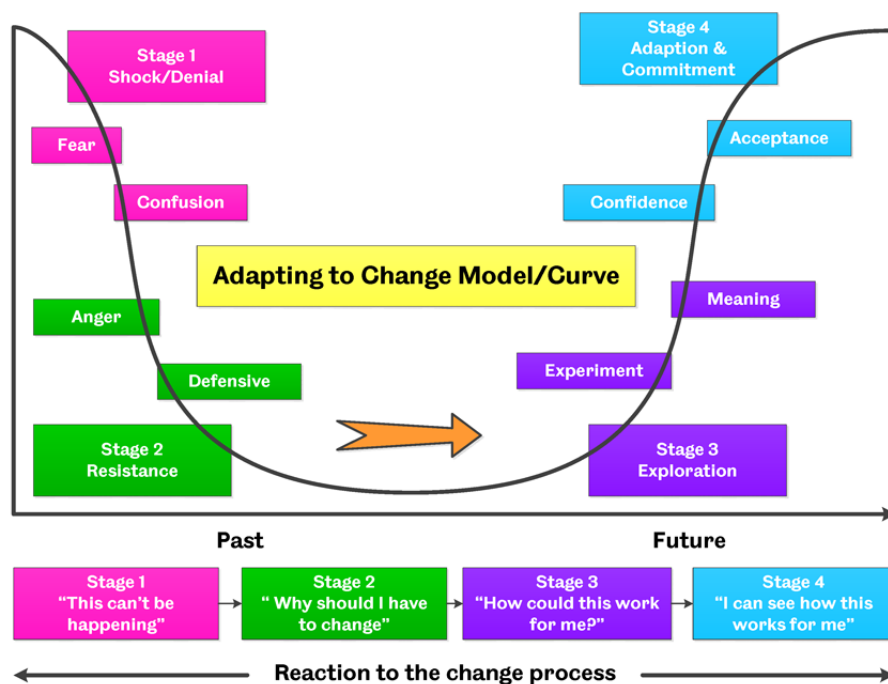 Stage 1
Shock/Denial
Stage 4
Adaption &
Commitment
Fear
Acceptance
Confusion
Confidence
Adapting to Change Model/Curve
Anger
Meaning
Defensive
Experiment
Stage 2
Resistance
Stage 3
Exploration
Past
Future
Stage 1
“This can’t be
happening”
Stage 2
“ Why should I have
to change”
Stage 3
“How could this work
for me?”
Stage 4
“I can see how this
works for me”
Reaction to the change process